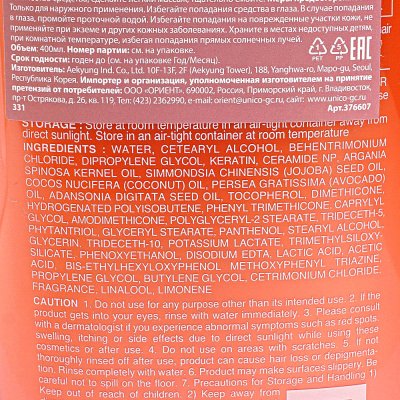 Только для наружного применения. Избегать попадания средства в глаза. В случае попадания
в глаза, промыть проточной водой. Избегать попадания на поврежденные участки кожи, не
применяйте при экземе и других кожных заболеваниях. Хранить в местах недоступных детям,
при комнатной температуре, избегать попадания прямых солнечных лучей.
Объем: 400мл. Номер партии: см. на упаковке.
Срок годности: годен до (см. на упаковке Год/Месяц).
Изготовитель: Aekyung Ind. Co., Ltd, 10F-13F, 2F (Aekyung Tower), 188, Yanghwa-ro, Mapo-gu, Seoul,
Республика Корея. Импортер и организация, уполномоченная изготовителем на принятие
претензий от потребителей: ООО «ОРИЕНТ», 690002, Россия, Приморский край, г. Владивосток,
пр-т Острякова, 26, кв. 119, Тел: (423) 2362990, e-mail: orient@unico-gc.ru, www.unico-gc.ru
331
Арт.376607
1
PET
5
PP
EAC
STORAGE: Store at room temperature in an air-tight container away from
direct sunlight. Store in an air-tight container at room temperature
INGREDIENTS: WATER, CETEARYL ALCOHOL, BEHENTRIMONIUM
CHLORIDE, DIPROPYLENE GLYCOL, KERATIN, CERAMIDE NP, ARGANIA
SPINOSA KERNEL OIL, SIMMONDSIA CHINENSIS (JOJOBA) SEED OIL,
COCOS NUCIFERA (COCONUT) OIL, PERSEA GRATISSIMA (AVOCADO)
OIL, ADANSONIA DIGITATA SEED OIL, TOCOPHEROL, DIMETHICONE,
HYDROGENATED POLYISOBUTENE, PHENYL TRIMETHICONE, CAPRYLYL
GLYCOL, AMODIMETHICONE, POLYGLYCERYL-2 STEARATE, TRIDECETH-5,
PHYTANTRIOL, GLYCERYL STEARATE, PANTHENOL, STEARYL ALCOHOL,
GLYCERIN, TRIDECETH-10, POTASSIUM LACTATE, TRIMETHYLSILOXY-
SILICATE, PHENOXYETHANOL, DISODIUM EDTA, LACTIC ACID, ACETIC
ACID, BIS-ETHYLHEXYLOXYPHENOL METHOXYPHENYL TRIAZINE,
PROPYLENE GLYCOL, BUTYLENE GLYCOL, CETRIMONIUM CHLORIDE,
FRAGRANCE, LINALOOL, LIMONENE
CAUTION 1. Do not use for any purpose other than its intended use. 2. If the
product gets into your eyes, rinse with water immediately. 3. Please consult
with a dermatologist if you experience abnormal symptoms such as red spots,
swelling, itching or side effects due to direct sunlight while using these
cosmetics or after use. 4. Do not use on areas with scratches. 5. If not
thoroughly rinsed off after use, product can cause hair loss or depigmenta-
tion. Rinse completely with water. 6. Product may make surfaces slippery. Be
careful not to spill on the floor. 7. Precautions for Storage and Handling 1)
Keep out of reach of children. 2) Keep away from